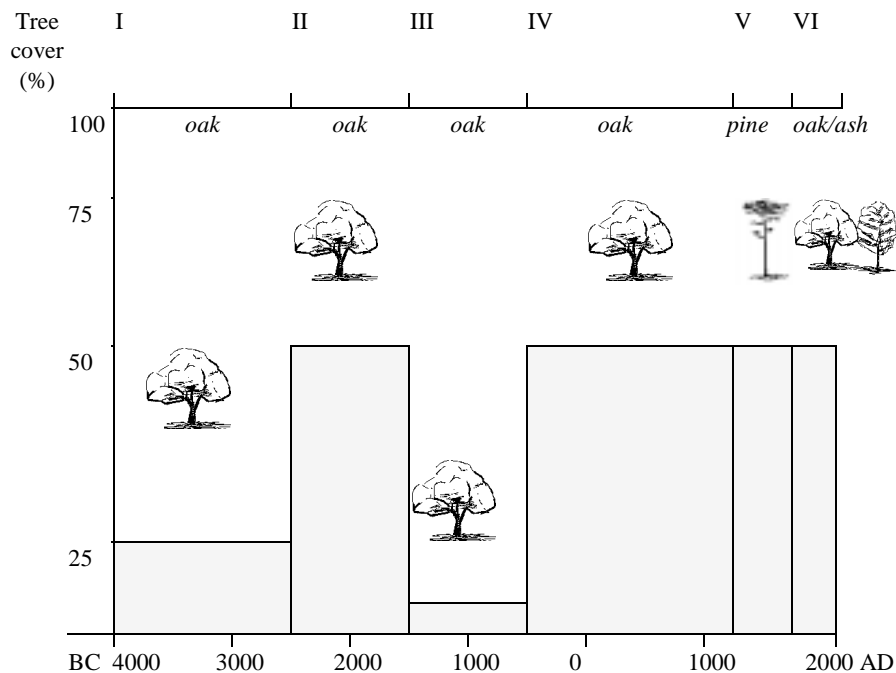 Tree cover (%)
I II III IV V VI
100
oak oak oak oak pine oak/ash
75
50
25
BC 4000 3000 2000 1000 0 1000 2000 AD